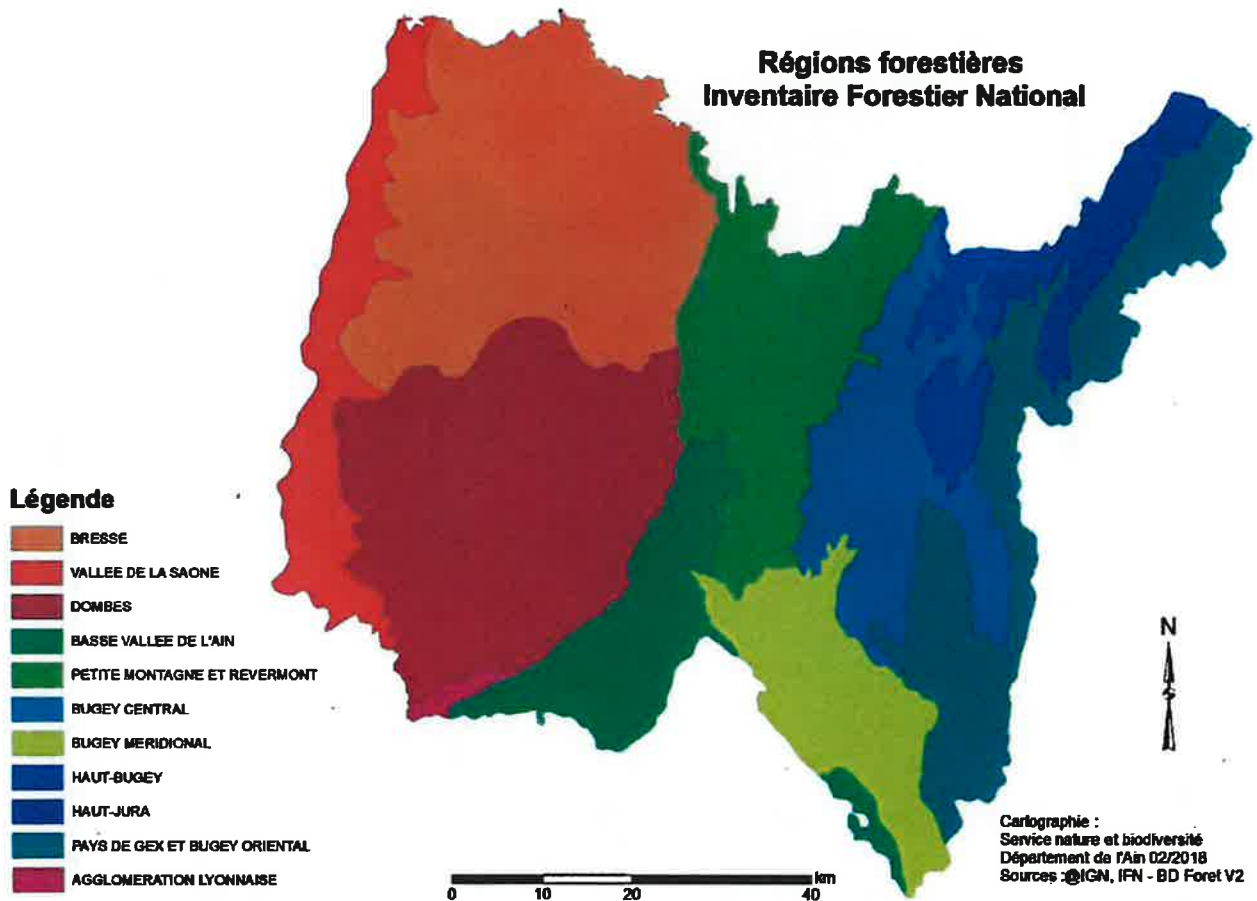 Régions forestières
Inventaire Forestier National
Légende
BRESSE
VALLEE DE LA SAONE
DOMBES
BASSE VALLEE DE L'AIN
PETITE MONTAGNE ET REVERMONT
BUGEY CENTRAL
BUGEY MERIDIONAL
HAUT-BUGEY
HAUT-JURA
PAYS DE GEX ET BUGEY ORIENTAL
AGGLOMERATION LYONNAISE
N
km
0 10 20 40
Cartographie :
Service nature et biodiversité
Département de l'Ain 02/2018
Sources :@IGN, IFN - BD Foret V2